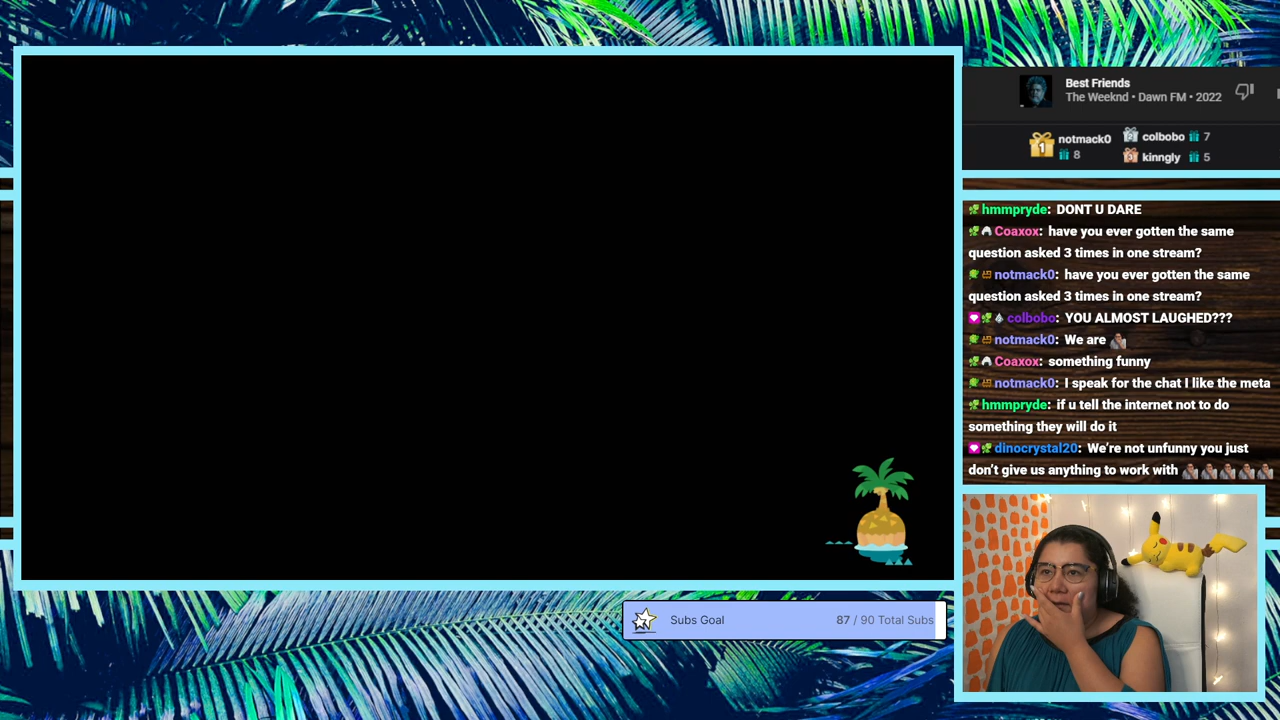 Best Friends
The Weeknd • Dawn FM • 2022
notmack0
8
colbobo 7
kinngly 5
hmmpryde: DONT U DARE
Coaxox: have you ever gotten the same
question asked 3 times in one stream?
notmack0: have you ever gotten the same
question asked 3 times in one stream?
colbobo: YOU ALMOST LAUGHED???
notmack0: We are
Coaxox: something funny
notmack0: I speak for the chat I like the meta
hmmpryde: if u tell the internet not to do
something they will do it
dinocrystal20: We're not unfunny you just
don't give us anything to work with
Subs Goal 87 / 90 Total Subs